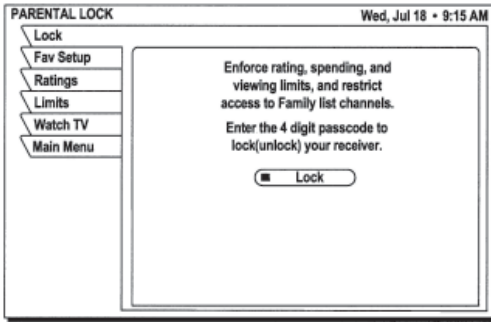 PARENTAL LOCK
Wed, Jul 18 • 9:15 AM
Lock
Fav Setup
Ratings
Limits
Watch TV
Main Menu
Enforce rating, spending, and
viewing limits, and restrict
access to Family list channels.
Enter the 4 digit passcode to
lock(unlock) your receiver.
Lock